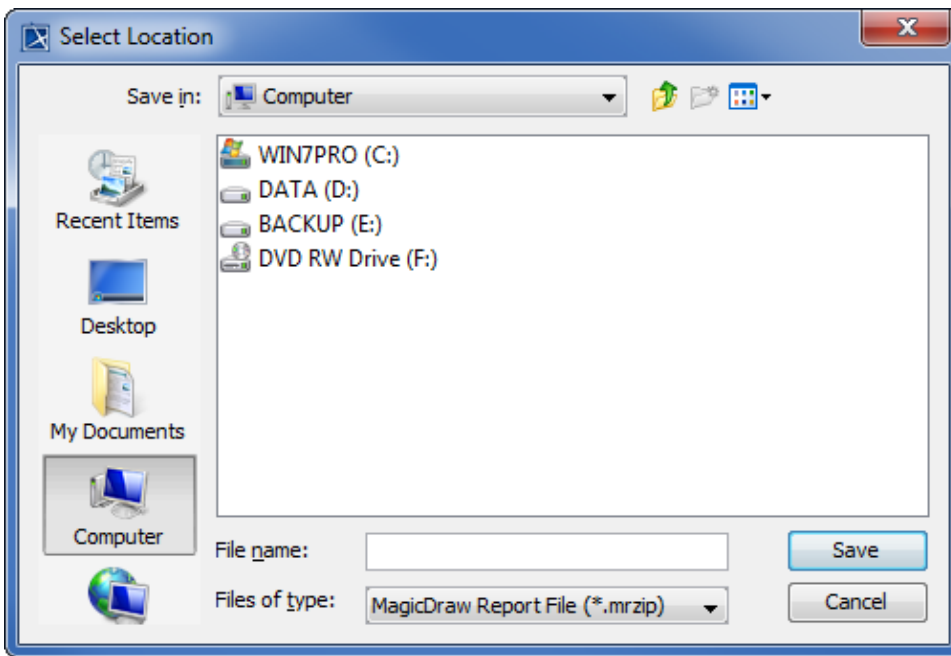 Select Location
Save in:
Computer
WIN7PRO (C:)
DATA (D:)
BACKUP (E:)
DVD RW Drive (F:)
Recent Items
Desktop
My Documents
Computer
File name:
Save
Files of type:
MagicDraw Report File (*.mrzip)
Cancel